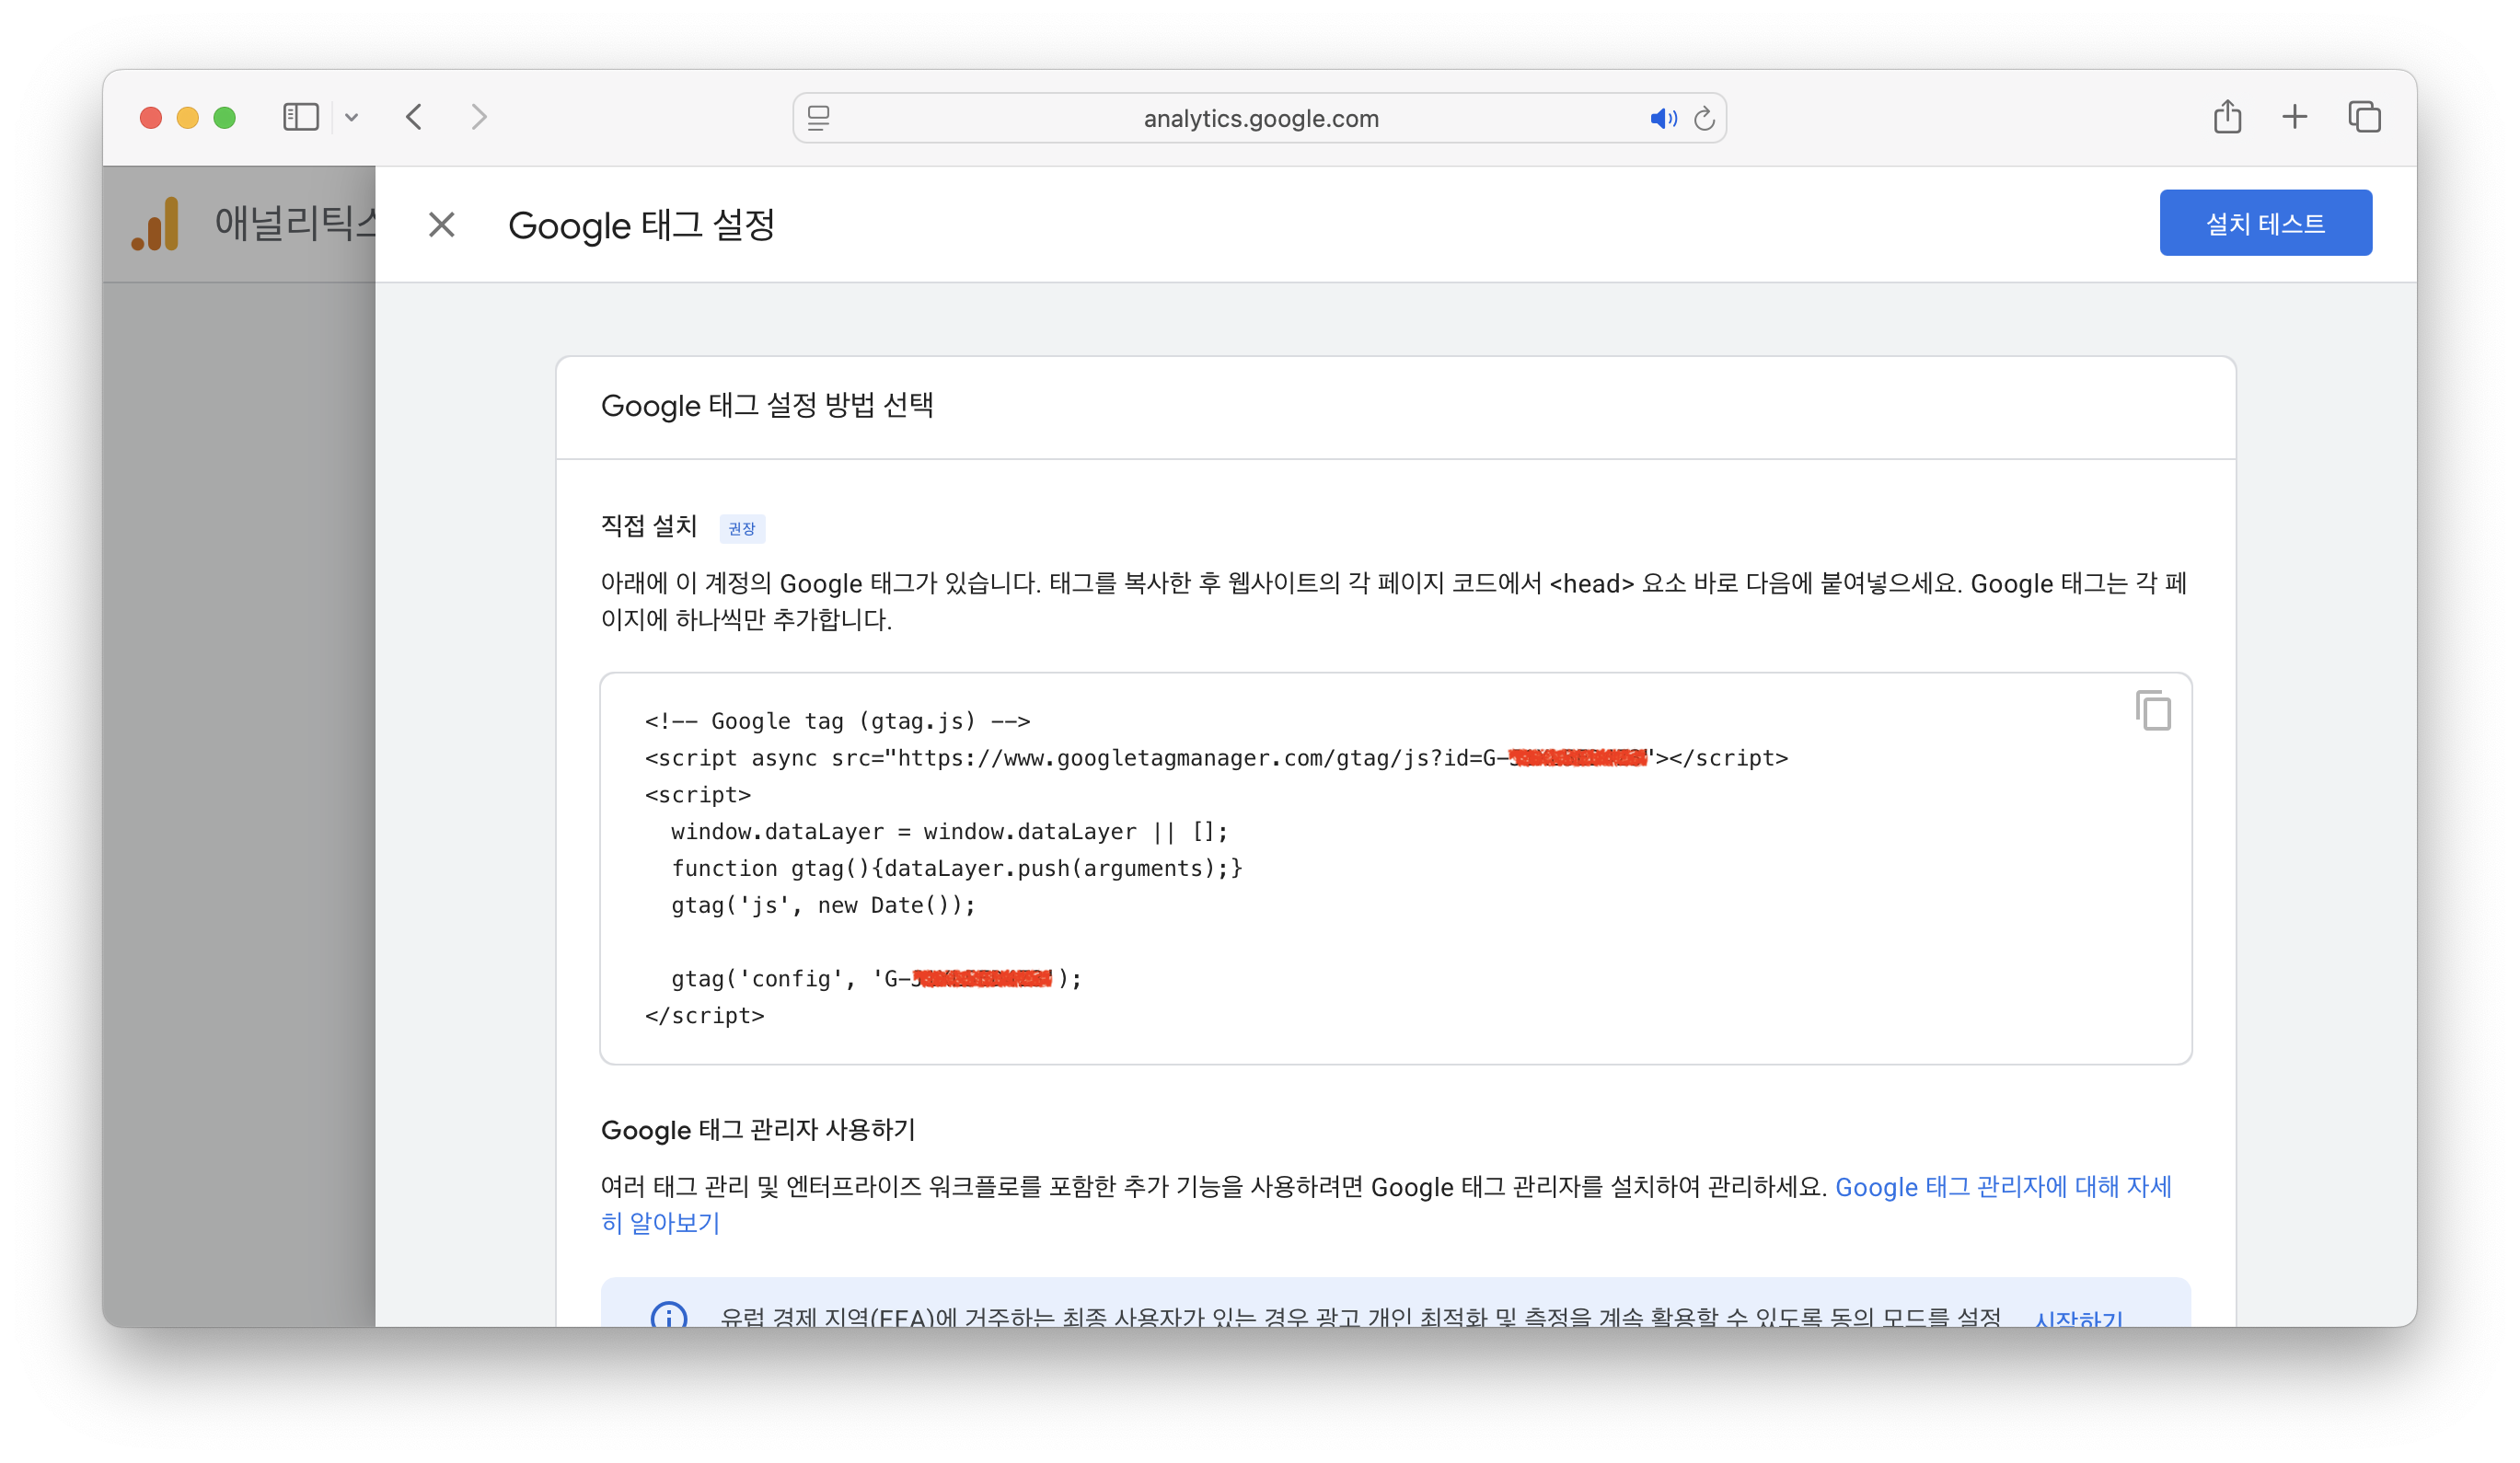 analytics.google.com
애널리틱스
Google 태그 설정
설치 테스트
Google 태그 설정 방법 선택
직접 설치 권장
아래에 이 계정의 Google 태그가 있습니다. 태그를 복사한 후 웹사이트의 각 페이지 코드에서 <head> 요소 바로 다음에 붙여넣으세요. Google 태그는 각 페
이지에 하나씩만 추가합니다.
<!-- Google tag (gtag.js) -->
<script async src="https://www.googletagmanager.com/gtag/js?id=G-"></script>
<script>
  window.dataLayer = window.dataLayer || [];
  function gtag(){dataLayer.push(arguments);}
  gtag('js', new Date());
  gtag('config', 'G-');
</script>
Google 태그 관리자 사용하기
여러 태그 관리 및 엔터프라이즈 워크플로를 포함한 추가 기능을 사용하려면 Google 태그 관리자를 설치하여 관리하세요. Google 태그 관리자에 대해 자세
히 알아보기
유럽 경제 지역(EEA)에 거주하는 최종 사용자가 있는 경우 광고 개인 최적화 및 측정을 계속 활용할 수 있도록 동의 모드를 설정 시작하기